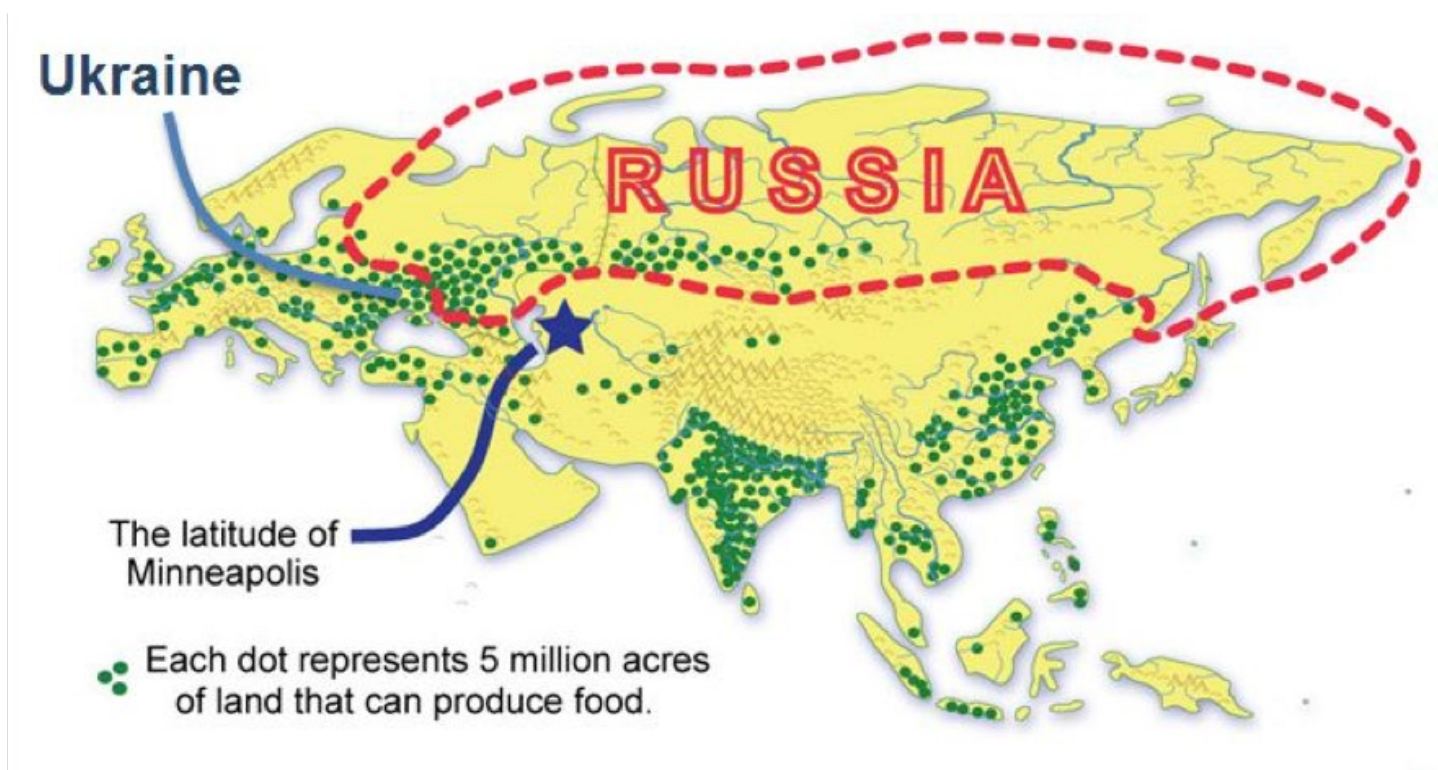 Ukraine
RUSSIA
The latitude of
Minneapolis
Each dot represents 5 million acres
of land that can produce food.